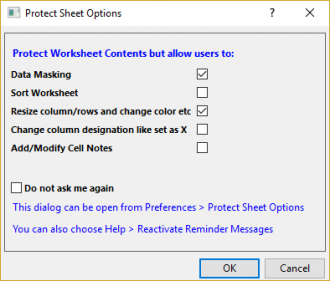 Protect Sheet Options
Protect Worksheet Contents but allow users to:
Data Masking
Sort Worksheet
Resize column/rows and change color etc
Change column designation like set as X
Add/Modify Cell Notes
Do not ask me again
This dialog can be open from Preferences > Protect Sheet Options
You can also choose Help > Reactivate Reminder Messages
OK Cancel